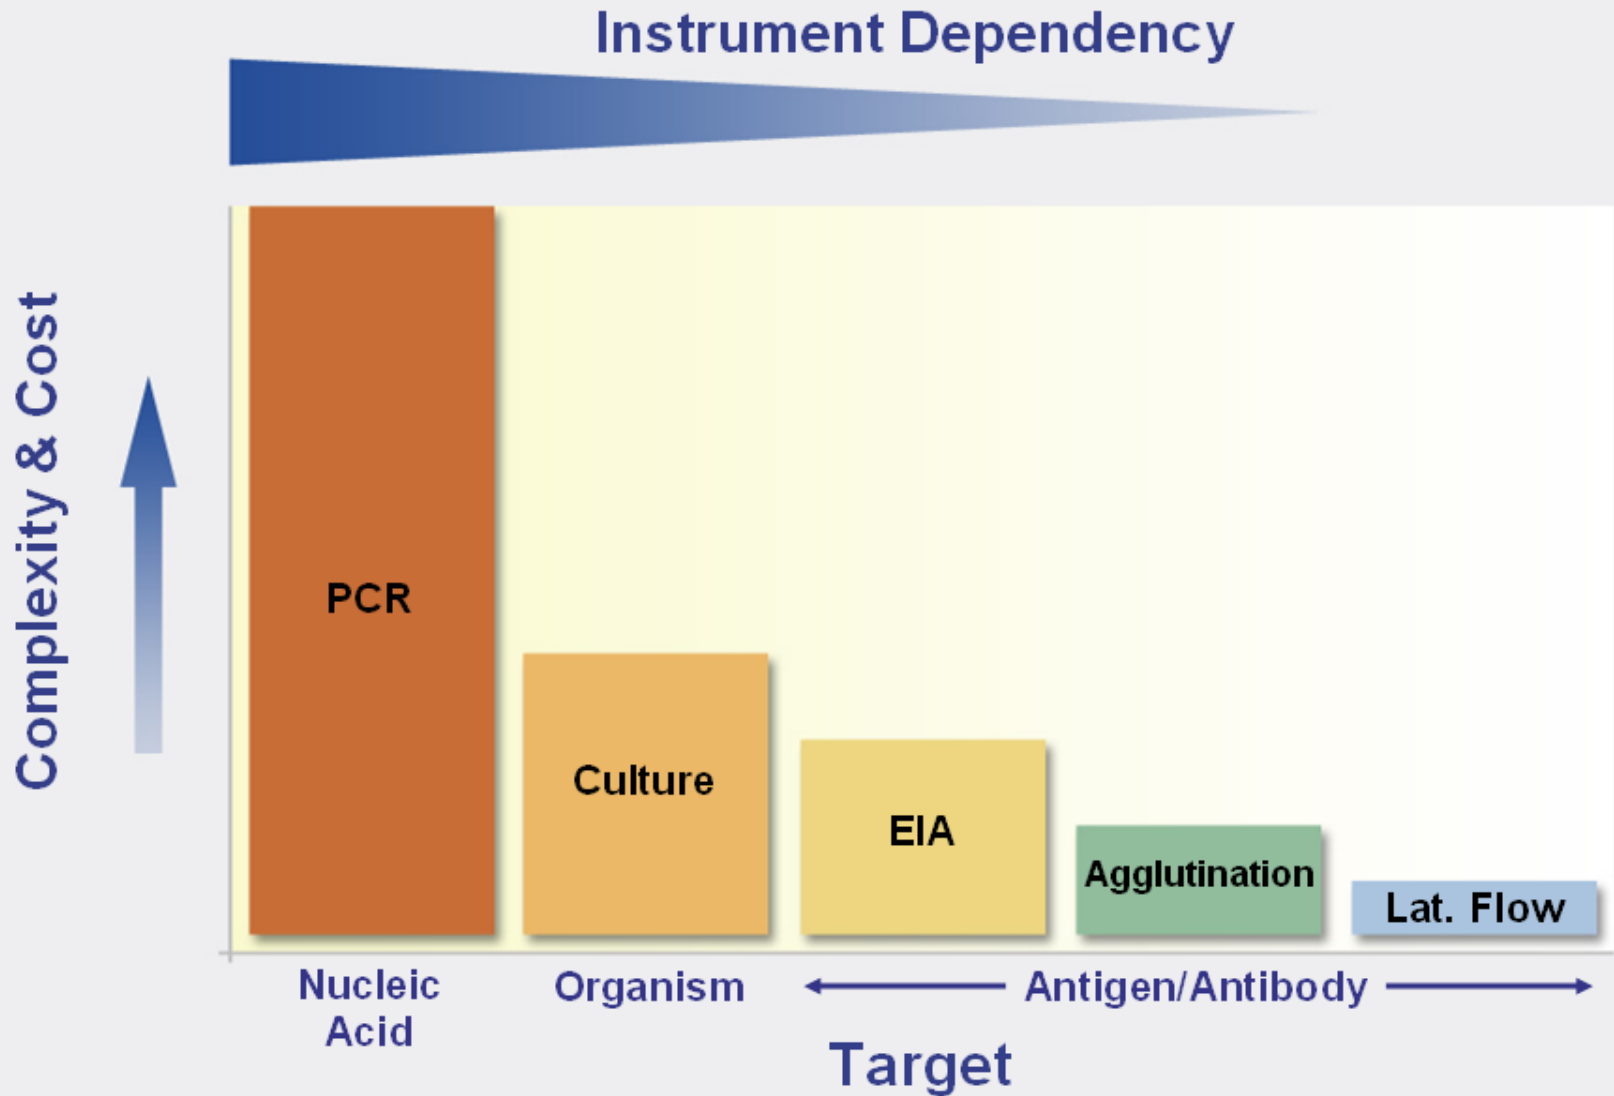 Instrument Dependency
Complexity & Cost
PCR
Culture
EIA
Agglutination
Lat. Flow
Nucleic
Acid
Organism
Antigen/Antibody
Target